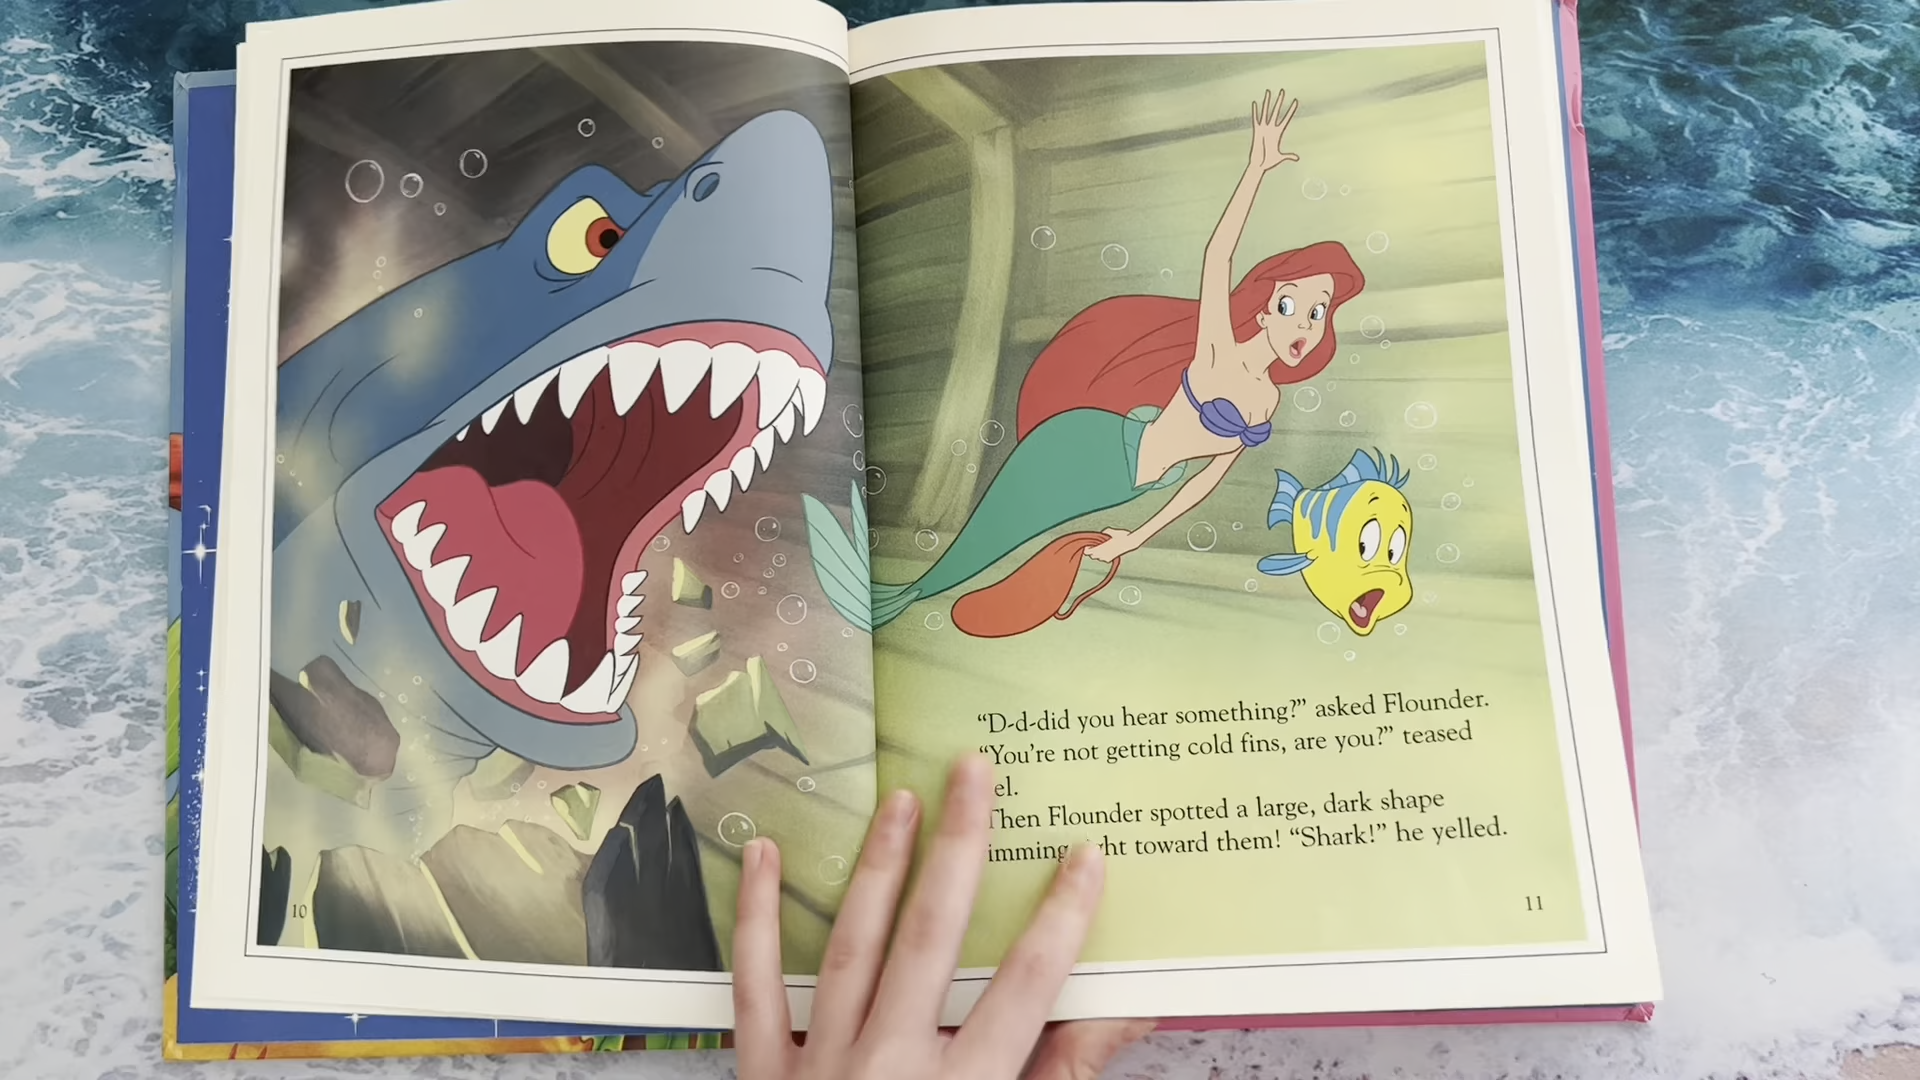 “D-d-did you hear something?” asked Flounder.
“You’re not getting cold fins, are you?” teased
el.
Then Flounder spotted a large, dark shape
imming ht toward them! “Shark!” he yelled.
10
11